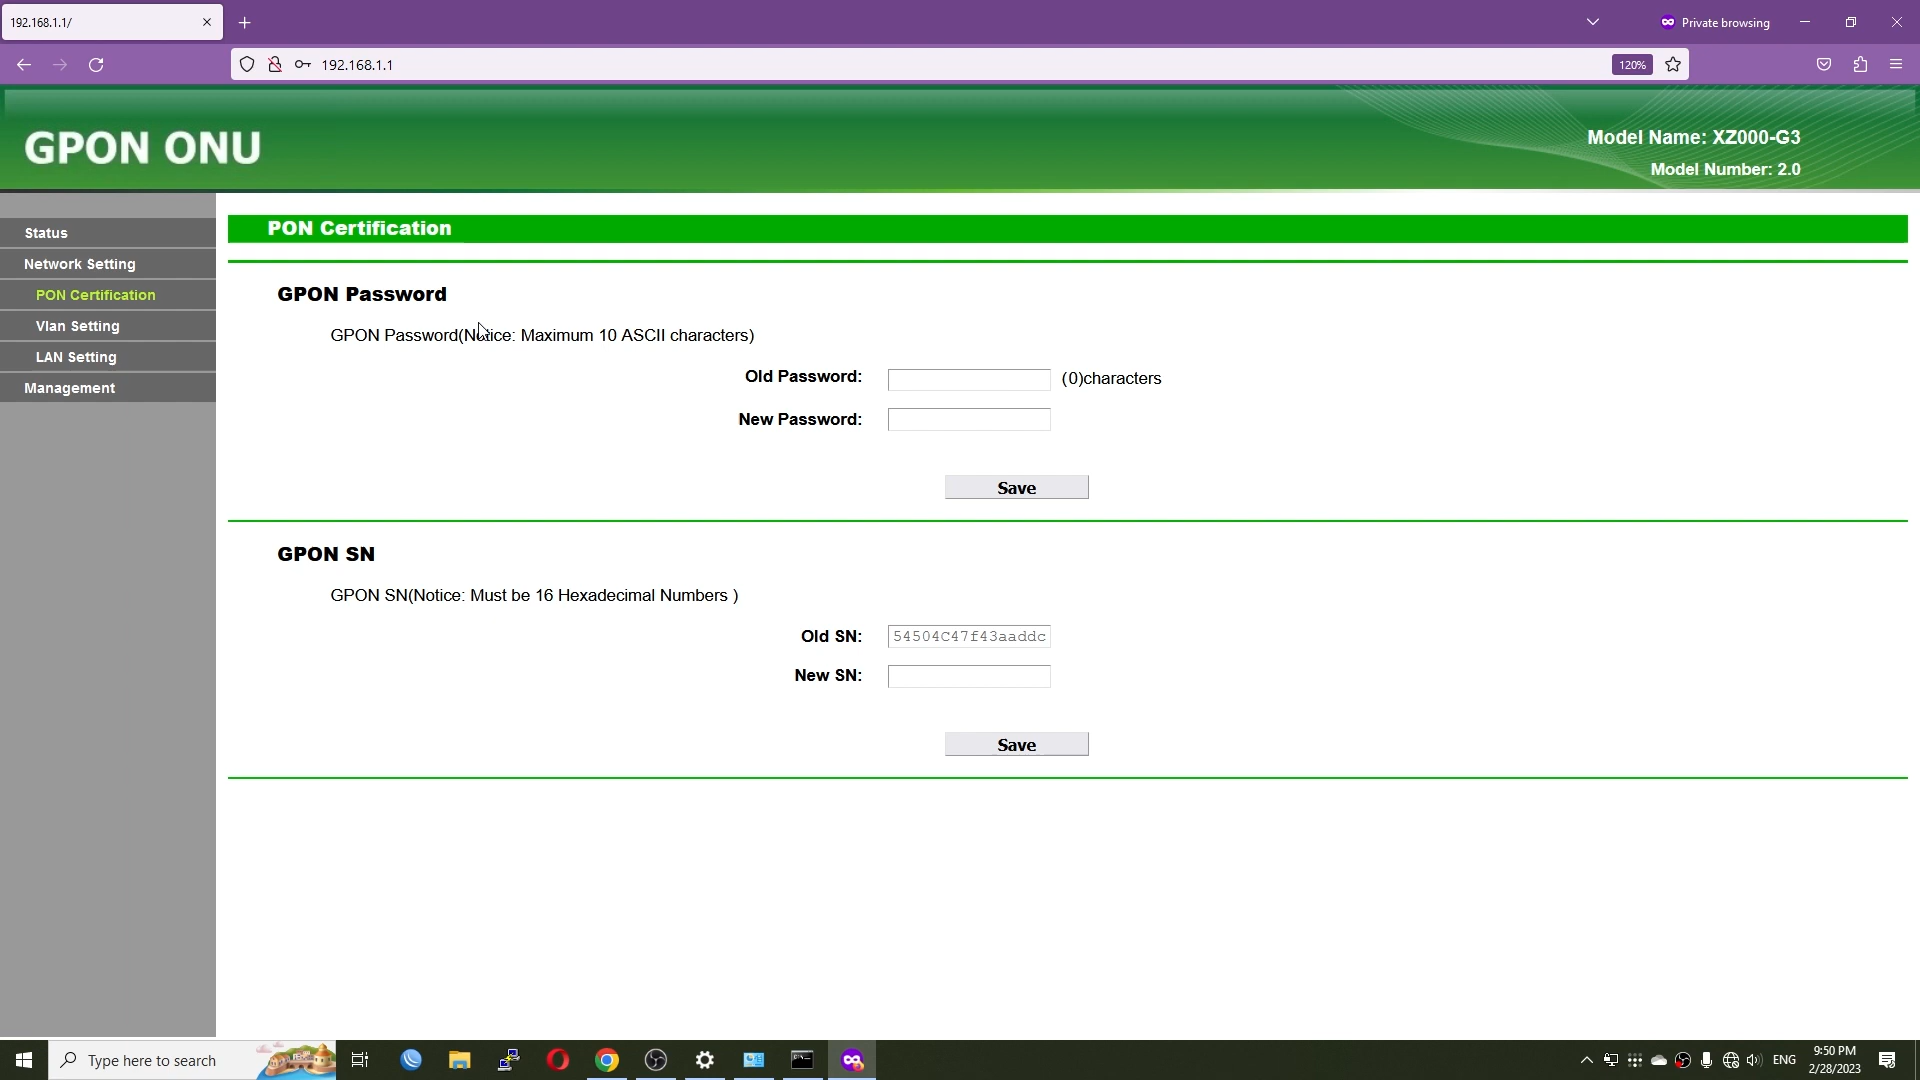 192.168.1.1/
Private browsing
192.168.1.1
120%
GPON ONU
Model Name: XZ000-G3
Model Number: 2.0
Status
Network Setting
PON Certification
Vlan Setting
LAN Setting
Management
PON Certification
GPON Password
GPON Password(Notice: Maximum 10 ASCII characters)
Old Password:
(0)characters
New Password:
Save
GPON SN
GPON SN(Notice: Must be 16 Hexadecimal Numbers )
Old SN:
54504C47f43aaddc
New SN:
Save
Type here to search
ENG
9:50 PM
2/28/2023